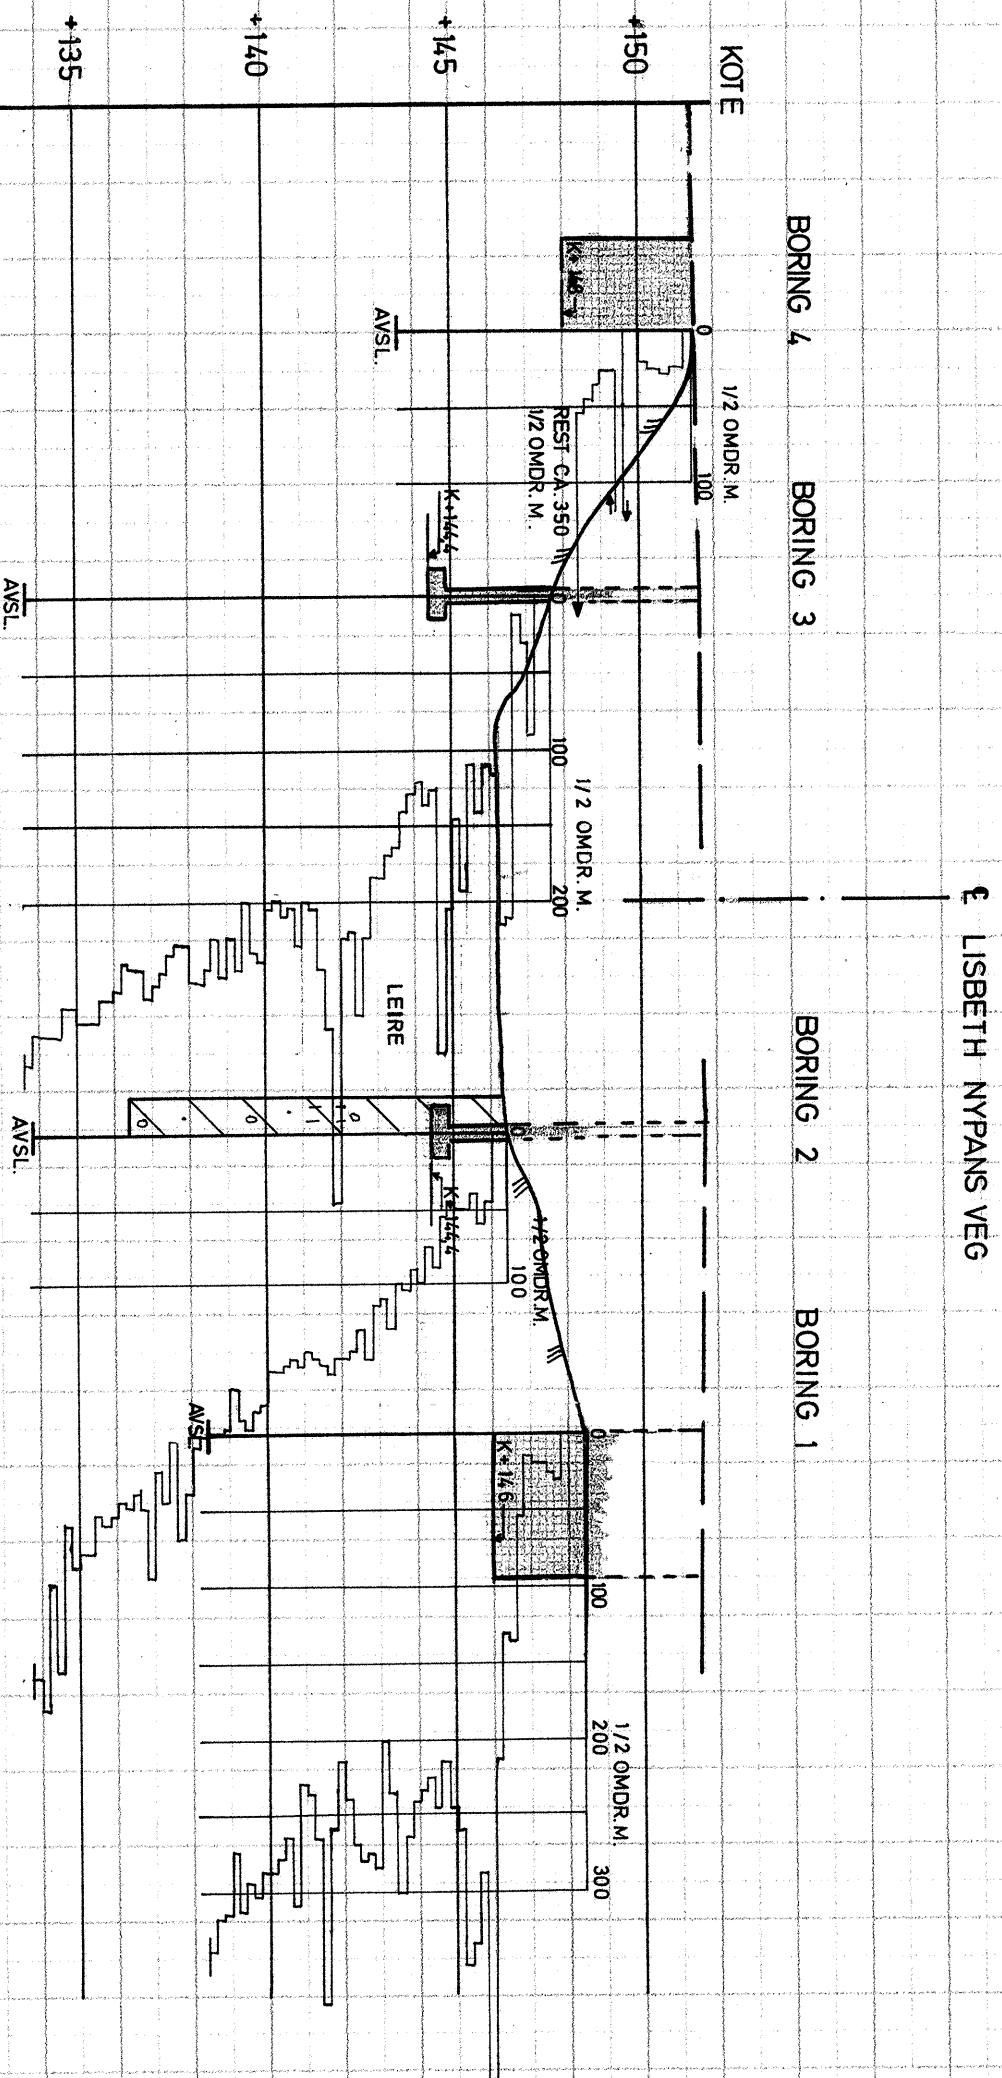 ℄ LISBETH NYPANS VEG
BORING 4
BORING 3
BORING 2
BORING 1
KOTE
+150
+145
+140
+135
0
100
1/2 OMDR. M.
K+ 148
REST CA. 350
1/2 OMDR. M.
AVSL.
0
100
200
1/2 OMDR. M.
K+144,4
AVSL.
LEIRE
0
100
1/2 OMDR. M.
K+144,4
AVSL.
0
100
200
300
1/2 OMDR.M.
K+ 146
AVSL.